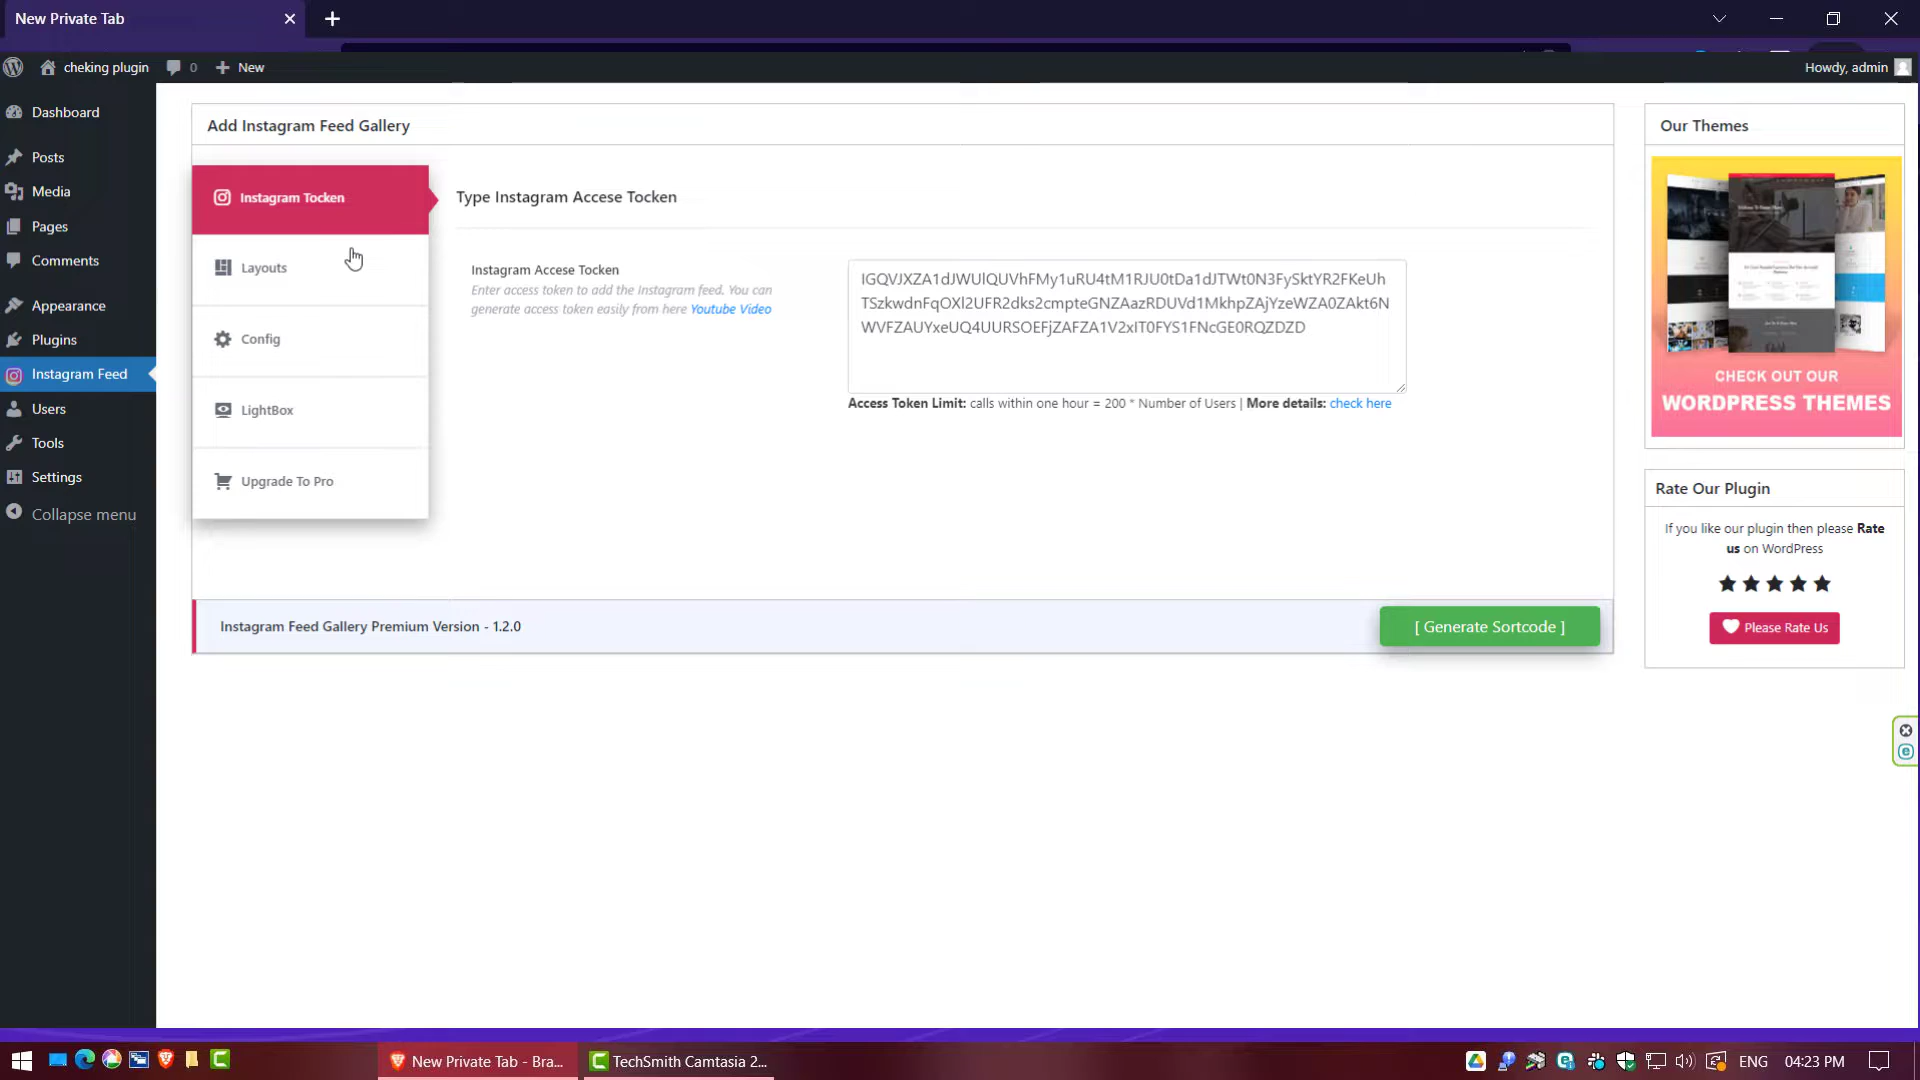 New Private Tab
cheking plugin
0
New
Howdy, admin
Dashboard
Posts
Media
Pages
Comments
Appearance
Plugins
Instagram Feed
Users
Tools
Settings
Collapse menu
Add Instagram Feed Gallery
Instagram Tocken
Layouts
Config
LightBox
Upgrade To Pro
Type Instagram Accese Tocken
Instagram Accese Tocken
Enter access token to add the Instagram feed. You can
generate access token easily from here Youtube Video
IGQVJXZA1dJWUlQUVhFMy1uRU4tM1RJU0tDa1dJTWt0N3FySktYR2FKeUh
TSzkwdnFqOXl2UFR2dks2cmpteGNZAazRDUVd1MkhpZAjYzeWZA0ZAkt6N
WVFZAUYxeUQ4UURSOEFjZAFZA1V2xIT0FYS1FNcGE0RQZDZD
Access Token Limit: calls within one hour = 200 * Number of Users | More details: check here
Instagram Feed Gallery Premium Version - 1.2.0
[ Generate Sortcode ]
Our Themes
CHECK OUT OUR
WORDPRESS THEMES
Rate Our Plugin
If you like our plugin then please Rate
us on WordPress
Please Rate Us
New Private Tab - Bra...
TechSmith Camtasia 2...
ENG
04:23 PM